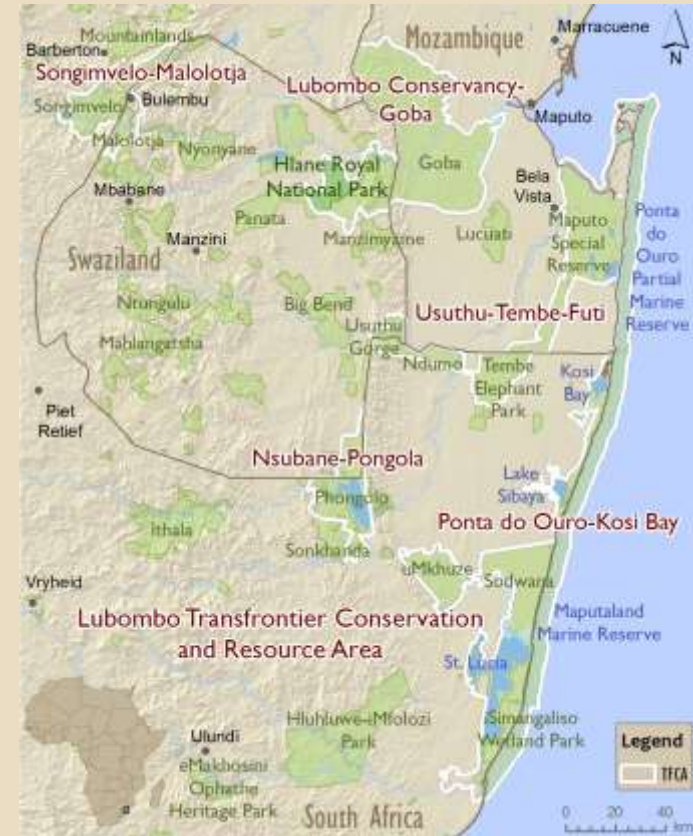 Mountainlands
Barberton
Mozambique
Marracuene
N
Songimvelo-Malolotja
Lubombo Conservancy-
Goba
Songimvelo
Bulembu
Maputo
Malolotja
Nyonyane
Hlane Royal
National Park
Goba
Bela
Vista
Mbabane
Panata
Manzini
Manzimyame
Lucuati
Maputo
Special
Reserve
Ponta
do
Ouro
Partial
Marine
Reserve
Swaziland
Ntungulu
Big Bend
Usuthu-Tembe-Futi
Mahlangatsha
Usuthu
Gorge
Ndumo
Tembe
Elephant
Park
Kosi
Bay
Piet
Retief
Nsubane-Pongola
Phongolo
Lake
Sibaya
Ithala
Ponta do Ouro-Kosi Bay
Sonkhanda
uMkhuze
Sodwana
Vryheid
Lubombo Transfrontier Conservation
and Resource Area
Maputaland
Marine Reserve
St. Lucia
Hluhluwe-iMfolozi
Park
iSimangaliso
Wetland Park
Ulundi
eMakhosini
Ophathe
Heritage Park
South Africa
Legend
TFCA
0 20 40
km